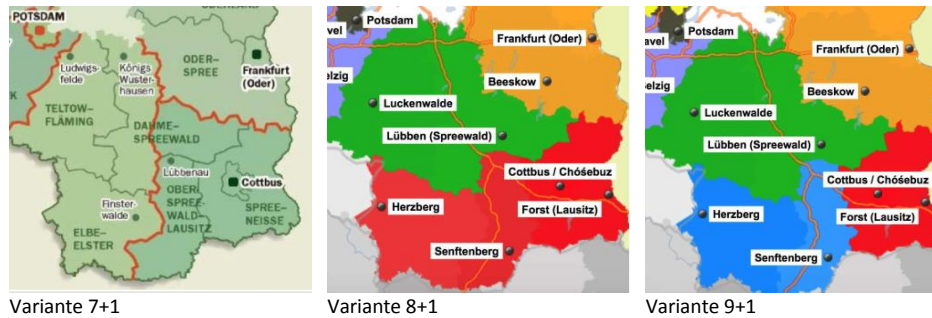 POTSDAM
Ludwigs-
felde
Königs
Wuster-
hausen
ODER-
SPREE
Frankfurt
(Oder)
TELTOW-
FLÄMING
DAHME-
SPREEWALD
Lübbenau
Cottbus
OBER
SPREE-
WALD
LAUSITZ
SPREE-
NEISSE
Finster-
walde
ELBE-
ELSTER
Variante 7+1
Potsdam
avel
Frankfurt (Oder)
elzig
Beeskow
Luckenwalde
Lübben (Spreewald)
Cottbus / Chóśebuz
Herzberg
Forst (Lausitz)
Senftenberg
Variante 8+1
Potsdam
avel
Frankfurt (Oder)
elzig
Beeskow
Luckenwalde
Lübben (Spreewald)
Cottbus / Chóśebuz
Herzberg
Forst (Lausitz)
Senftenberg
Variante 9+1